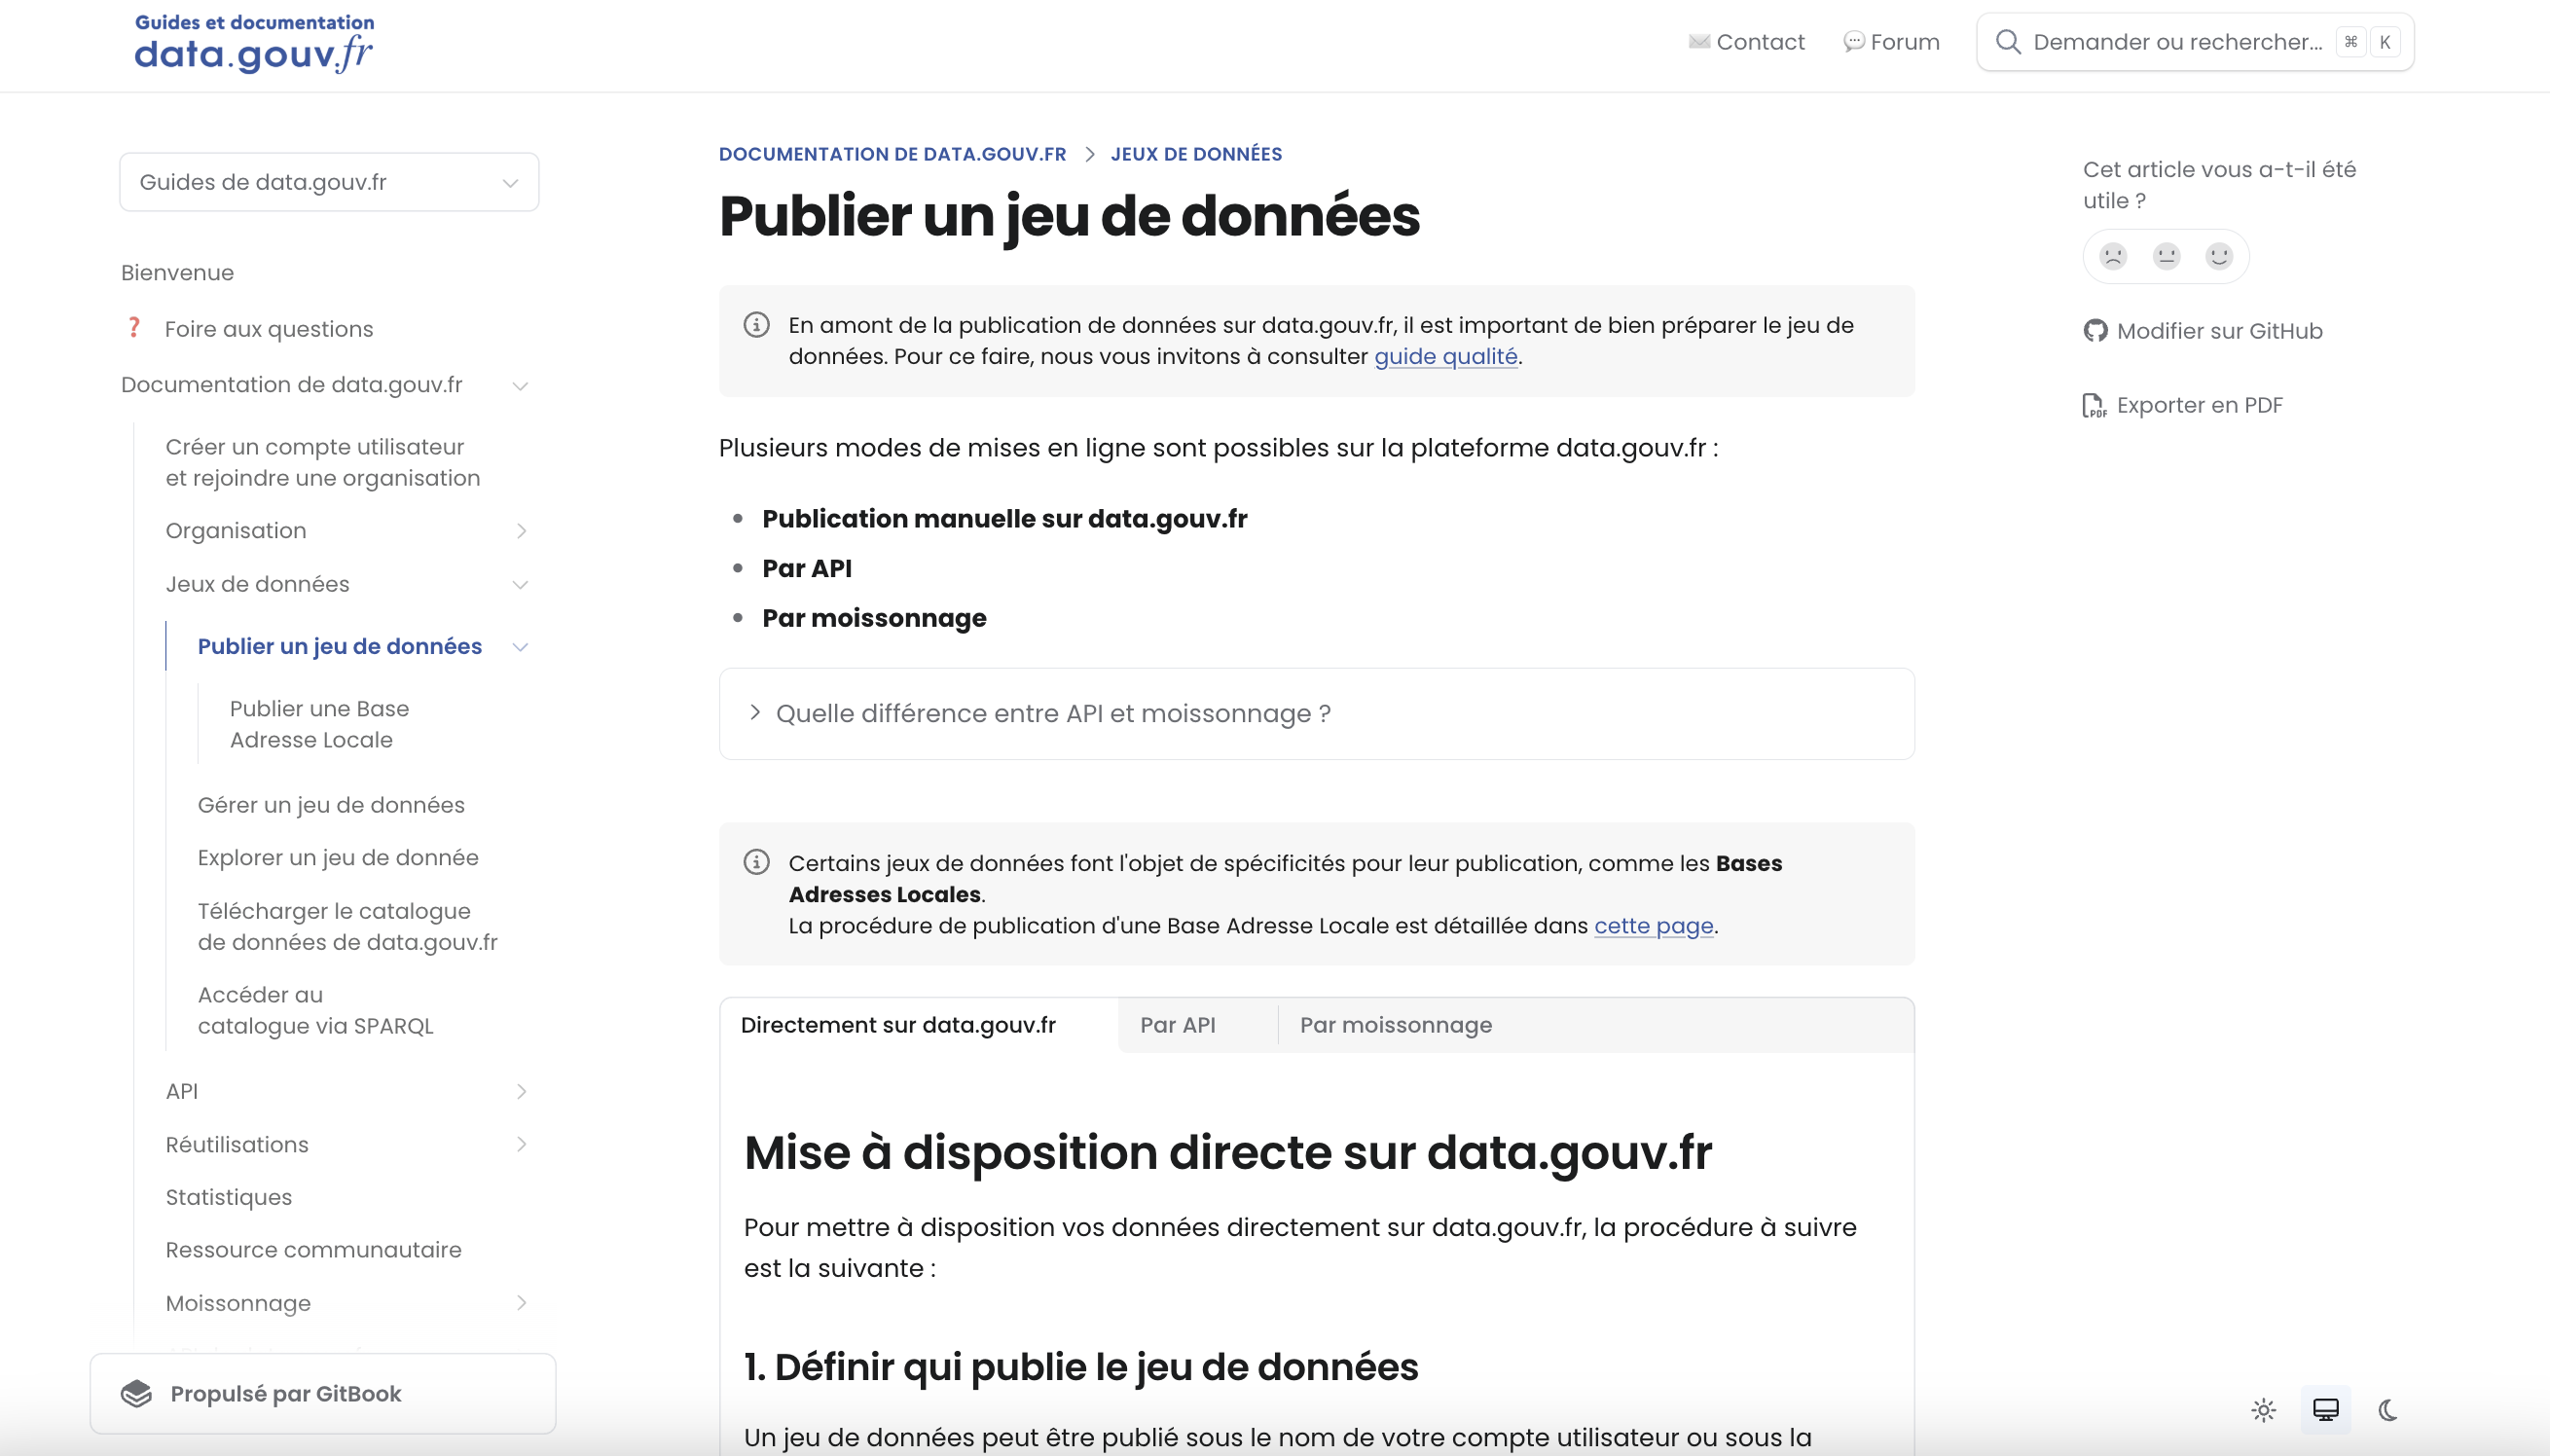 Guides et documentation
data.gouv.fr
Contact
Forum
Demander ou rechercher...
⌘ K
Guides de data.gouv.fr
Bienvenue
Foire aux questions
Documentation de data.gouv.fr
Créer un compte utilisateur
et rejoindre une organisation
Organisation
Jeux de données
Publier un jeu de données
Publier une Base
Adresse Locale
Gérer un jeu de données
Explorer un jeu de donnée
Télécharger le catalogue
de données de data.gouv.fr
Accéder au
catalogue via SPARQL
API
Réutilisations
Statistiques
Ressource communautaire
Moissonnage
Propulsé par GitBook
DOCUMENTATION DE DATA.GOUV.FR > JEUX DE DONNÉES
Publier un jeu de données
En amont de la publication de données sur data.gouv.fr, il est important de bien préparer le jeu de
données. Pour ce faire, nous vous invitons à consulter guide qualité.
Plusieurs modes de mises en ligne sont possibles sur la plateforme data.gouv.fr :
Publication manuelle sur data.gouv.fr
Par API
Par moissonnage
Quelle différence entre API et moissonnage ?
Certains jeux de données font l'objet de spécificités pour leur publication, comme les Bases
Adresses Locales.
La procédure de publication d'une Base Adresse Locale est détaillée dans cette page.
Directement sur data.gouv.fr
Par API
Par moissonnage
Mise à disposition directe sur data.gouv.fr
Pour mettre à disposition vos données directement sur data.gouv.fr, la procédure à suivre
est la suivante :
1. Définir qui publie le jeu de données
Un jeu de données peut être publié sous le nom de votre compte utilisateur ou sous la
Cet article vous a-t-il été
utile ?
Modifier sur GitHub
PDF
Exporter en PDF